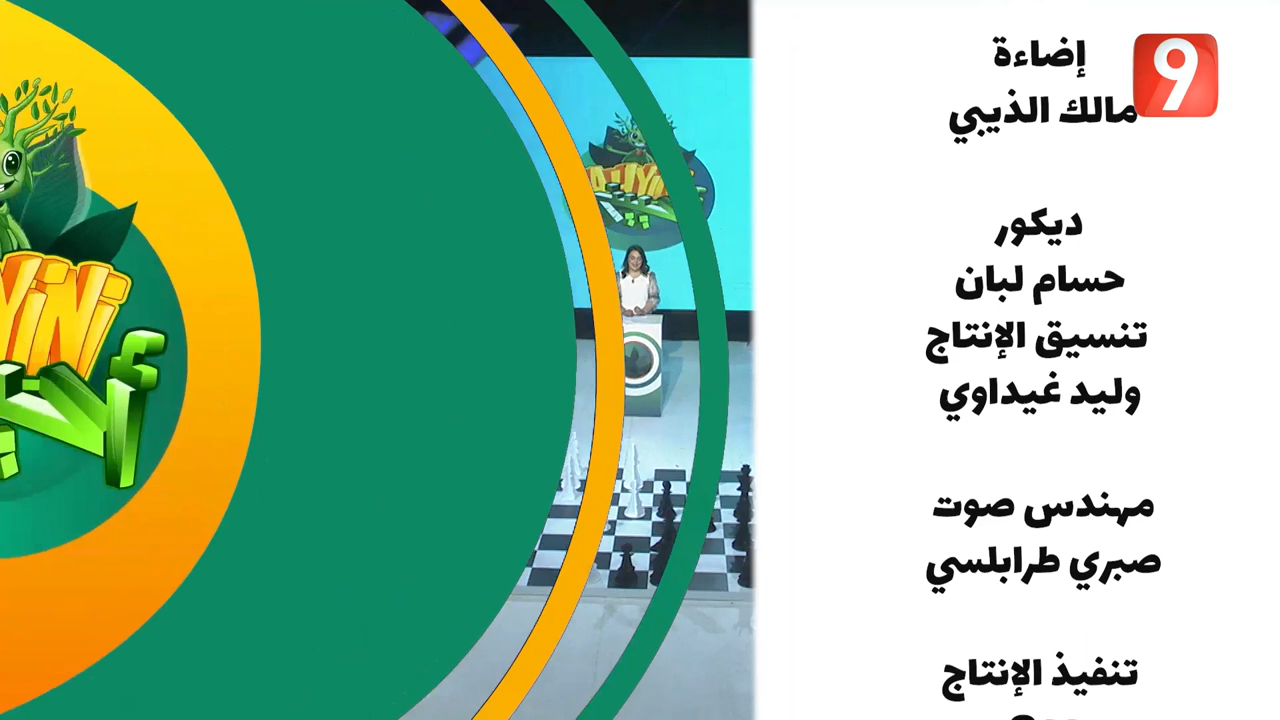 إضاءة
مالك الذيبي
9
ديكور
حسام لبان
تنسيق الإنتاج
وليد غيداوي
مهندس صوت
صبري طرابلسي
تنفيذ الإنتاج